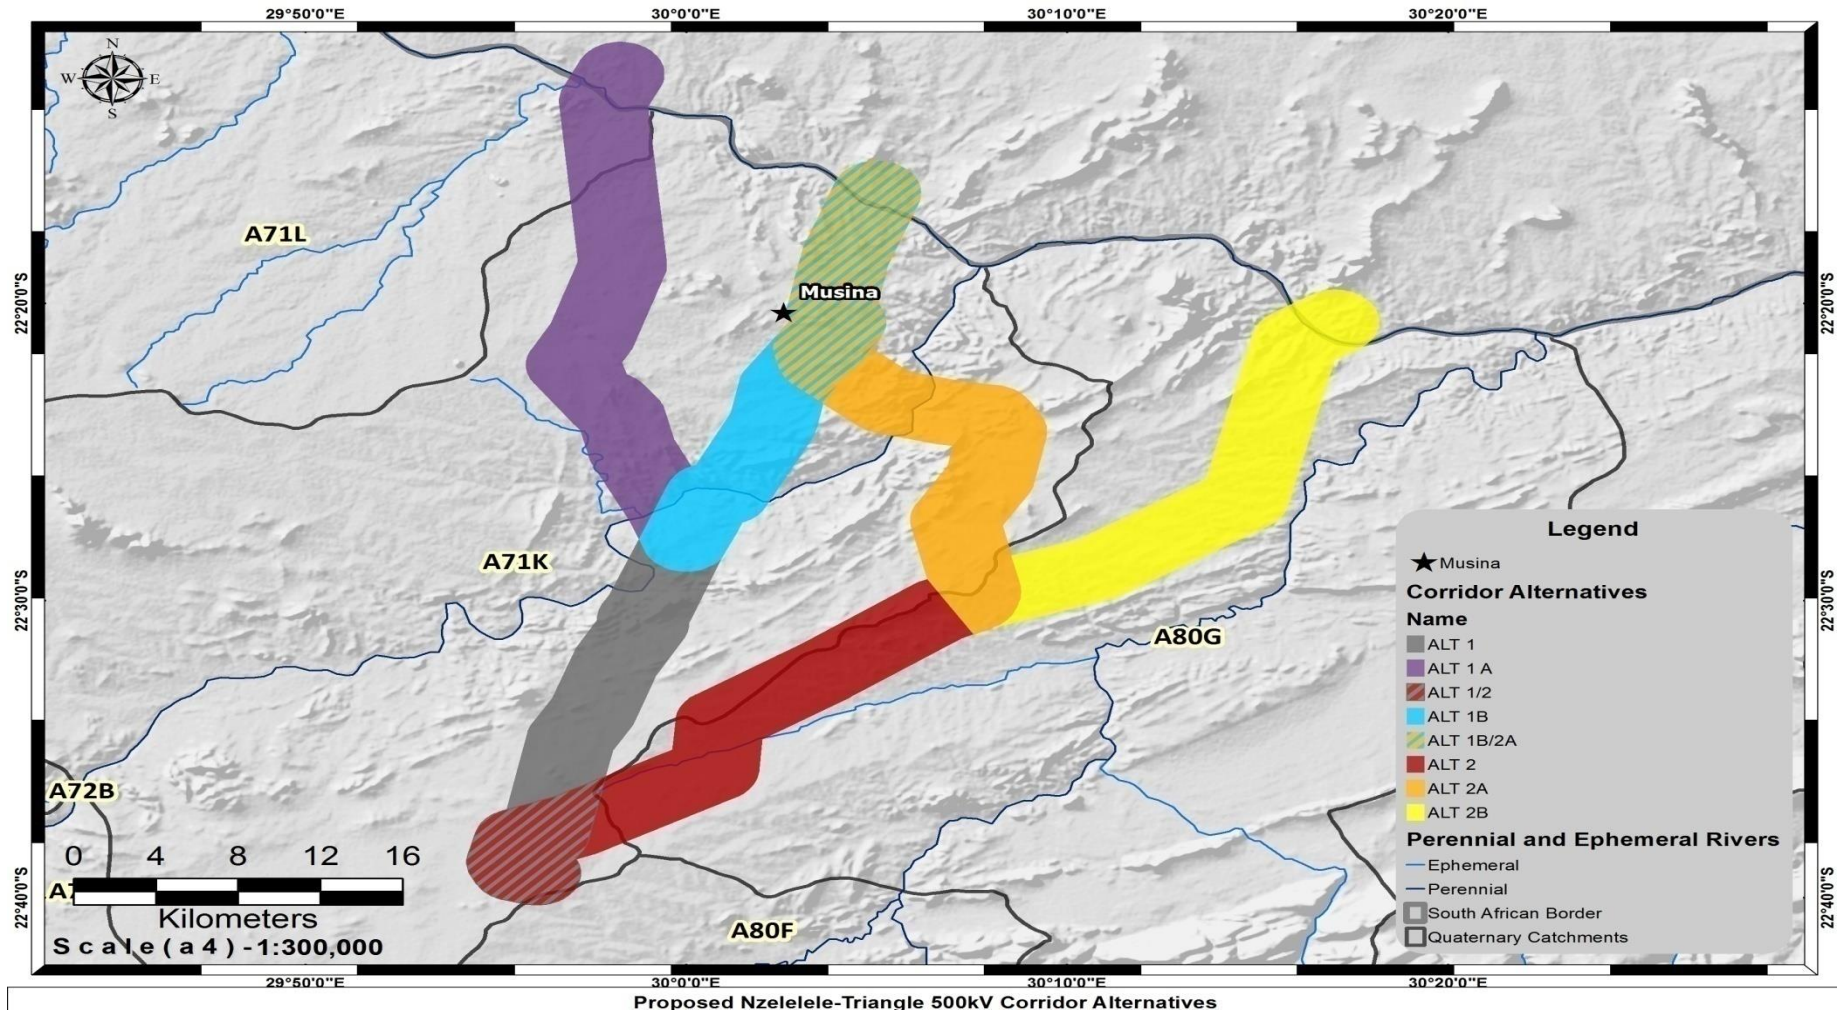 29°50'0"E 30°0'0"E 30°10'0"E 30°20'0"E
N
W E
S
A71L
Musina
22°20'0"S 22°20'0"S
A71K
22°30'0"S 22°30'0"S
A80G
A72B
0 4 8 12 16
A7
Kilometers
Scale(a4) -1:300,000
22°40'0"S 22°40'0"S
A80F
Legend
Musina
Corridor Alternatives
Name
ALT 1
ALT 1 A
ALT 1/2
ALT 1B
ALT 1B/2A
ALT 2
ALT 2A
ALT 2B
Perennial and Ephemeral Rivers
Ephemeral
Perennial
South African Border
Quaternary Catchments
29°50'0"E 30°0'0"E 30°10'0"E 30°20'0"E
Proposed Nzelelele-Triangle 500kV Corridor Alternatives